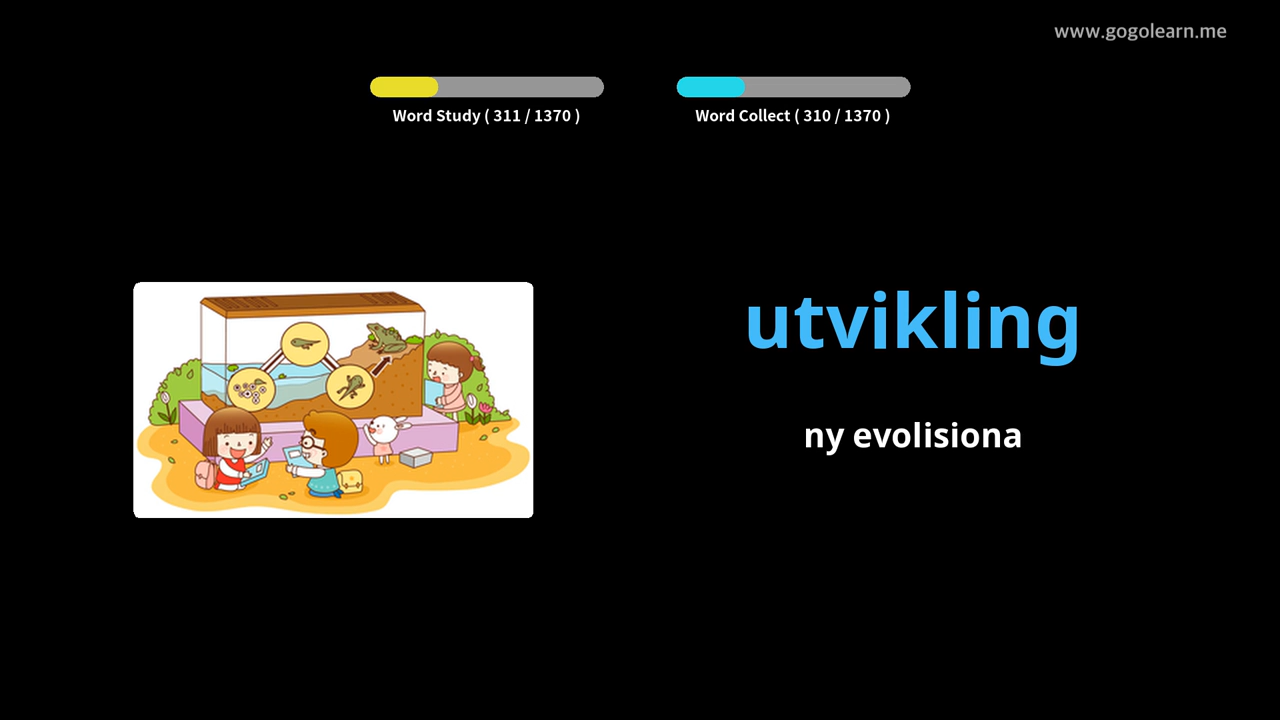 www.gogolearn.me
Word Study ( 311 / 1370 )
Word Collect ( 310 / 1370 )
utvikling
ny evolisiona